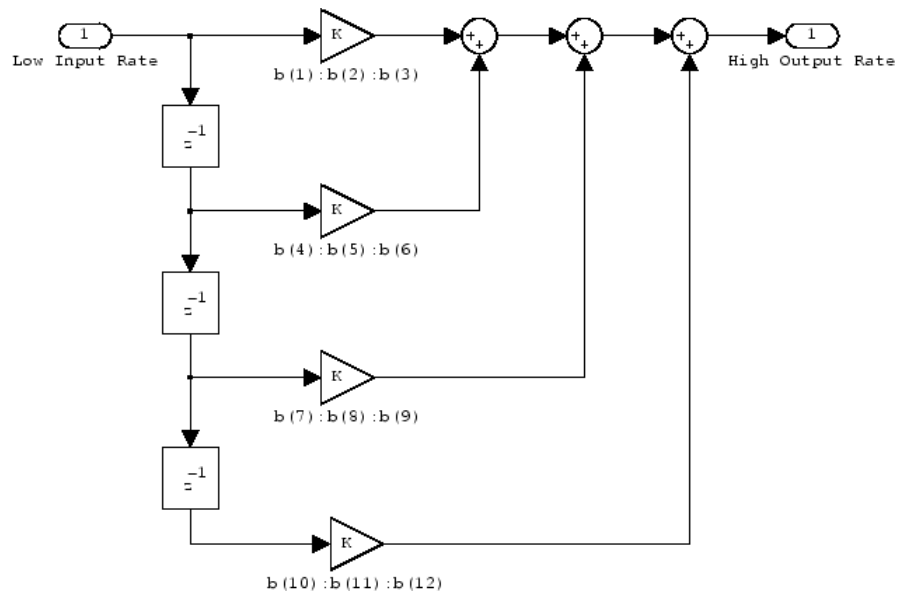 1
K
+
+
+
+
+
+
1
Low Input Rate
High Output Rate
b(1):b(2):b(3)
z-1
K
b(4):b(5):b(6)
z-1
K
b(7):b(8):b(9)
z-1
K
b(10):b(11):b(12)